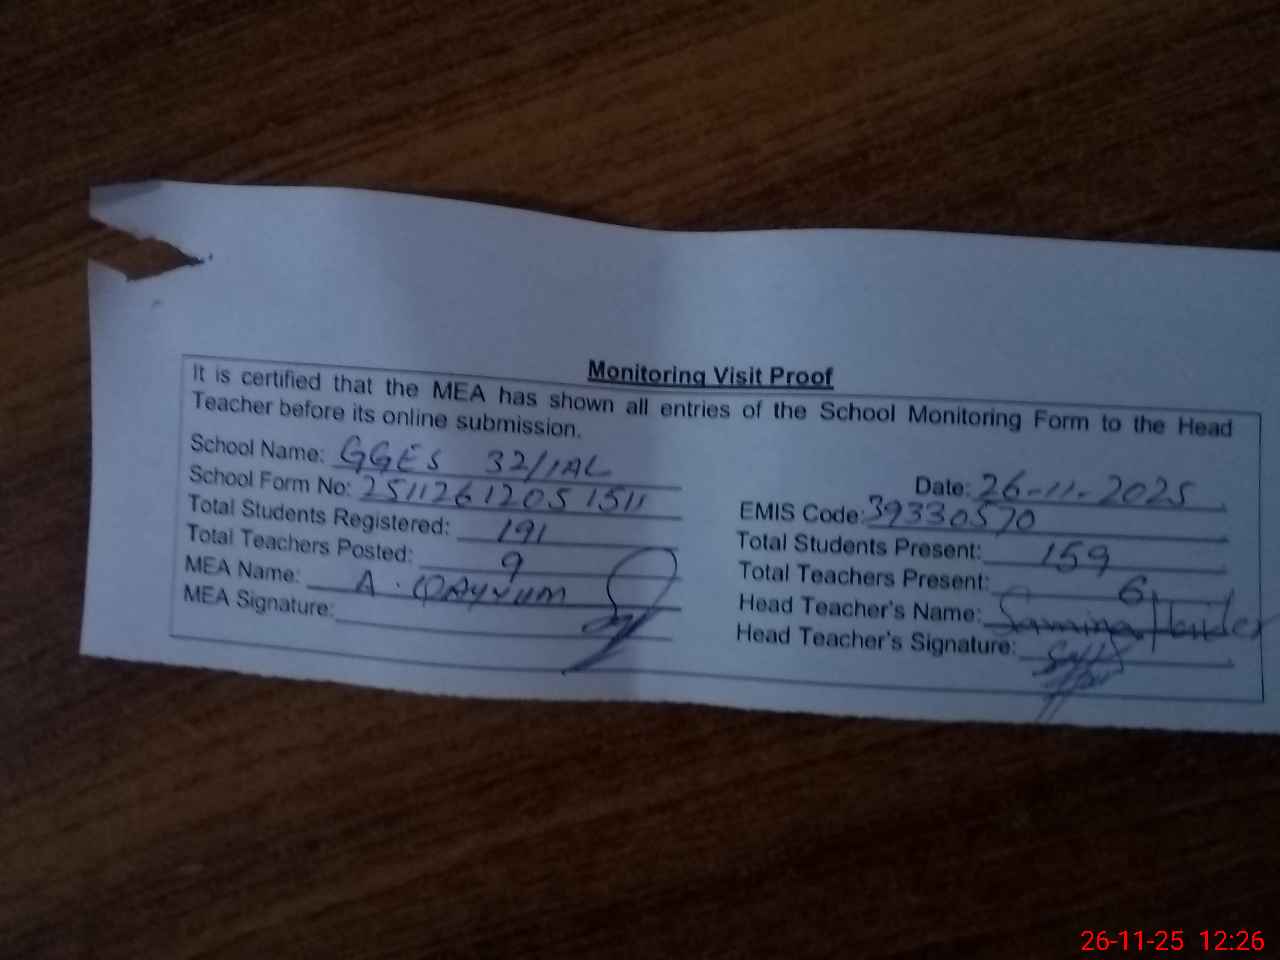 Monitoring Visit Proof
It is certified that the MEA has shown all entries of the School Monitoring Form to the Head
Teacher before its online submission.
School Name: GGES 32/1AL
Date: 26-11-2025
School Form No: 2511261205 1511
EMIS Code: 39330570
Total Students Registered: 191
Total Students Present: 159
Total Teachers Posted: 9
Total Teachers Present: 6
MEA Name: A. QAYYUM
Head Teacher's Name: Samina Haider
MEA Signature:
Head Teacher's Signature:
26-11-25 12:26